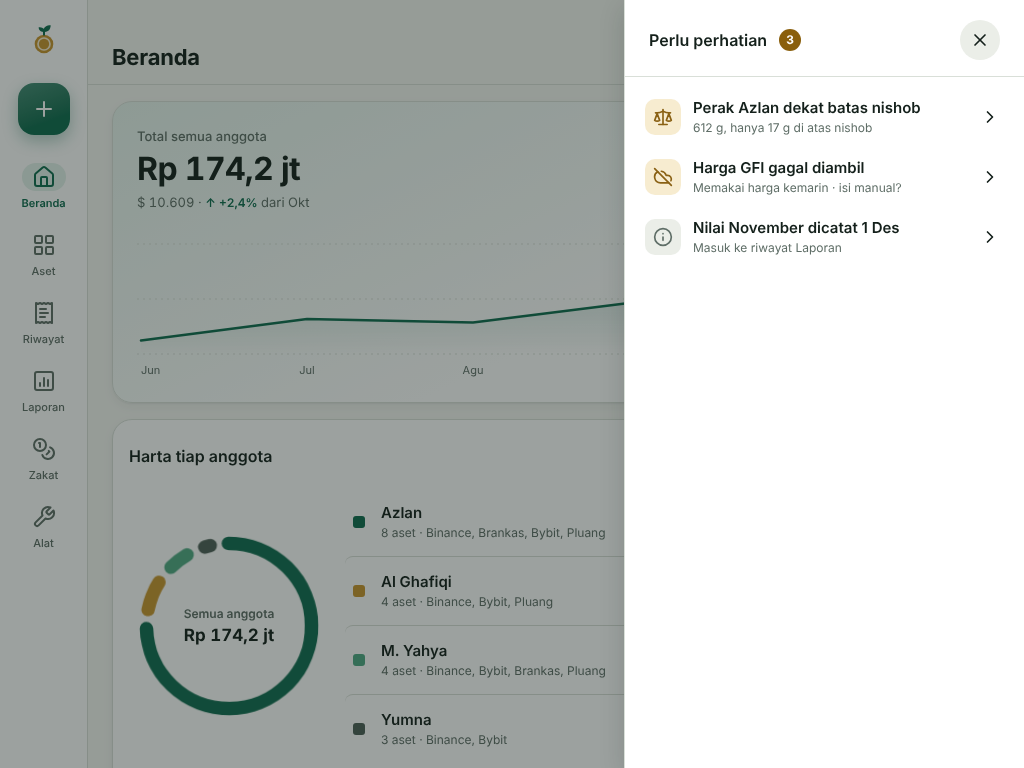 Beranda
Aset
Riwayat
Laporan
Zakat
Alat
Beranda
Total semua anggota
Rp 174,2 jt
$ 10.609 · ↑ +2,4% dari Okt
Jun
Jul
Agu
Harta tiap anggota
Semua anggota
Rp 174,2 jt
Azlan
8 aset · Binance, Brankas, Bybit, Pluang
Al Ghafiqi
4 aset · Binance, Bybit, Pluang
M. Yahya
4 aset · Binance, Bybit, Brankas, Pluang
Yumna
3 aset · Binance, Bybit
Perlu perhatian 3
Perak Azlan dekat batas nishob
612 g, hanya 17 g di atas nishob
Harga GFI gagal diambil
Memakai harga kemarin · isi manual?
Nilai November dicatat 1 Des
Masuk ke riwayat Laporan